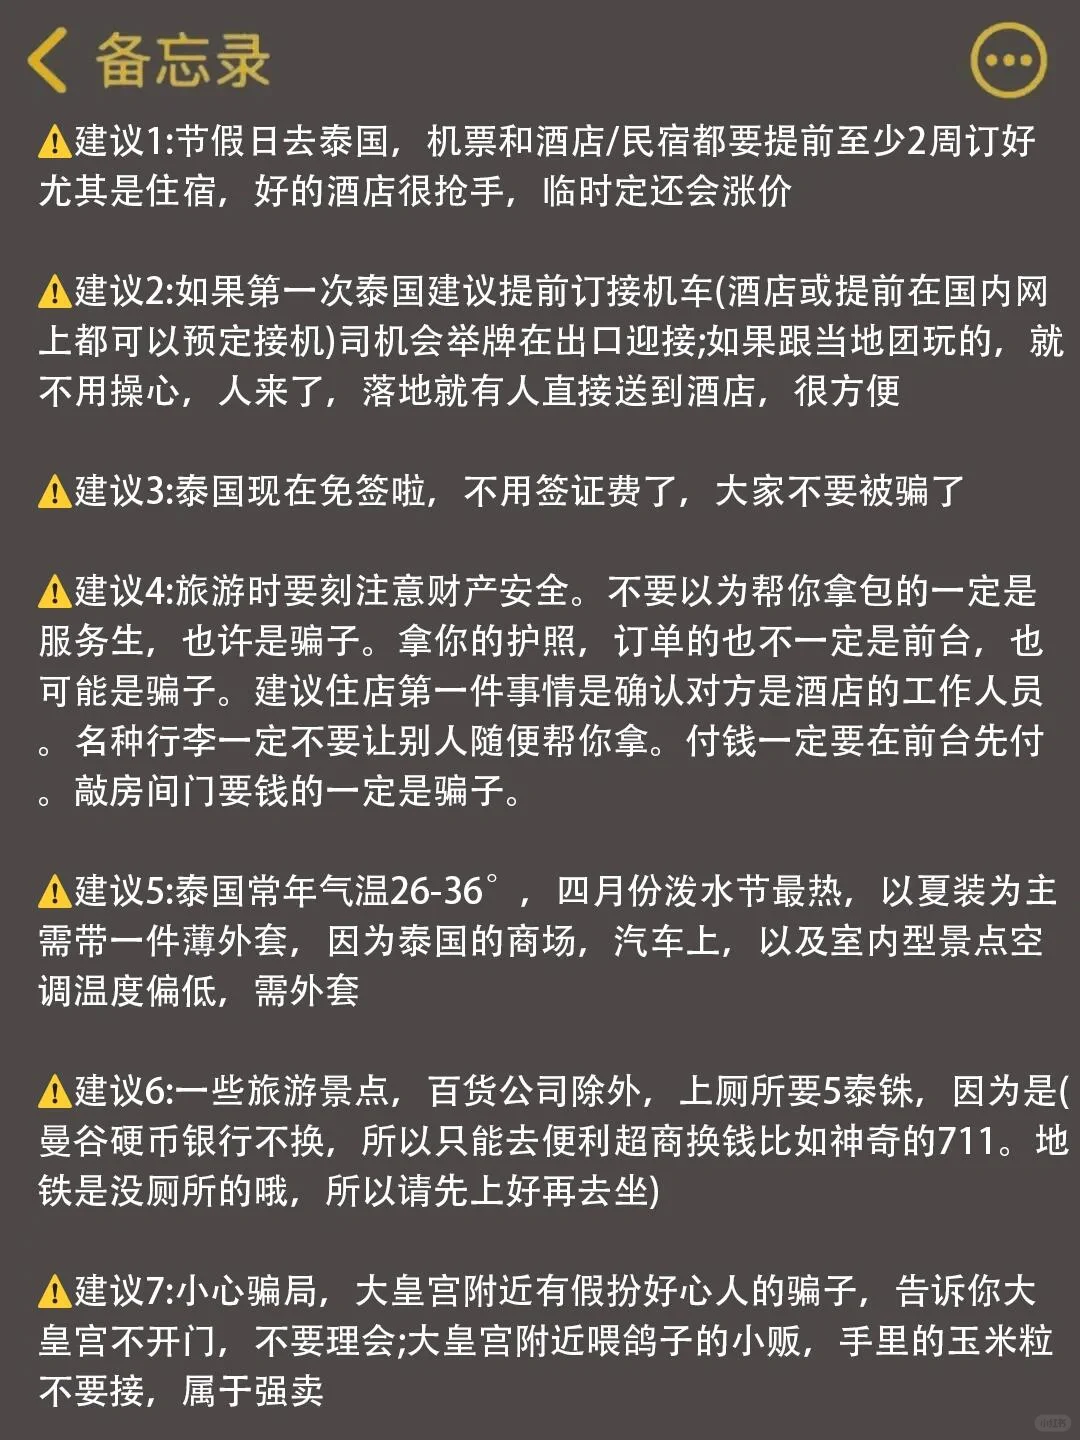 备忘录
⚠️建议1:节假日去泰国，机票和酒店/民宿都要提前至少2周订好
尤其是住宿，好的酒店很抢手，临时定还会涨价
⚠️建议2:如果第一次泰国建议提前订接机车(酒店或提前在国内网
上都可以预定接机)司机会举牌在出口迎接;如果跟当地团玩的，就
不用操心，人来了，落地就有人直接送到酒店，很方便
⚠️建议3:泰国现在免签啦，不用签证费了，大家不要被骗了
⚠️建议4:旅游时要刻注意财产安全。不要以为帮你拿包的一定是
服务生，也许是骗子。拿你的护照，订单的也不一定是前台，也
可能是骗子。建议住店第一件事情是确认对方是酒店的工作人员
。名种行李一定不要让别人随便帮你拿。付钱一定要在前台先付
。敲房间门要钱的一定是骗子。
⚠️建议5:泰国常年气温26-36°，四月份泼水节最热，以夏装为主
需带一件薄外套，因为泰国的商场，汽车上，以及室内型景点空
调温度偏低，需外套
⚠️建议6:一些旅游景点，百货公司除外，上厕所要5泰铢，因为是(
曼谷硬币银行不换，所以只能去便利超商换钱比如神奇的711。地
铁是没厕所的哦，所以请先上好再去坐)
⚠️建议7:小心骗局，大皇宫附近有假扮好心人的骗子，告诉你大
皇宫不开门，不要理会;大皇宫附近喂鸽子的小贩，手里的玉米粒
不要接，属于强卖
小红书